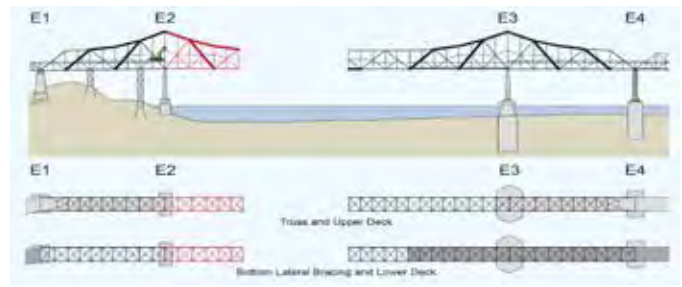 E1 E2 E3 E4
E1 E2 E3 E4
Truss and Upper Deck
Bottom Lateral Bracing and Lower Deck